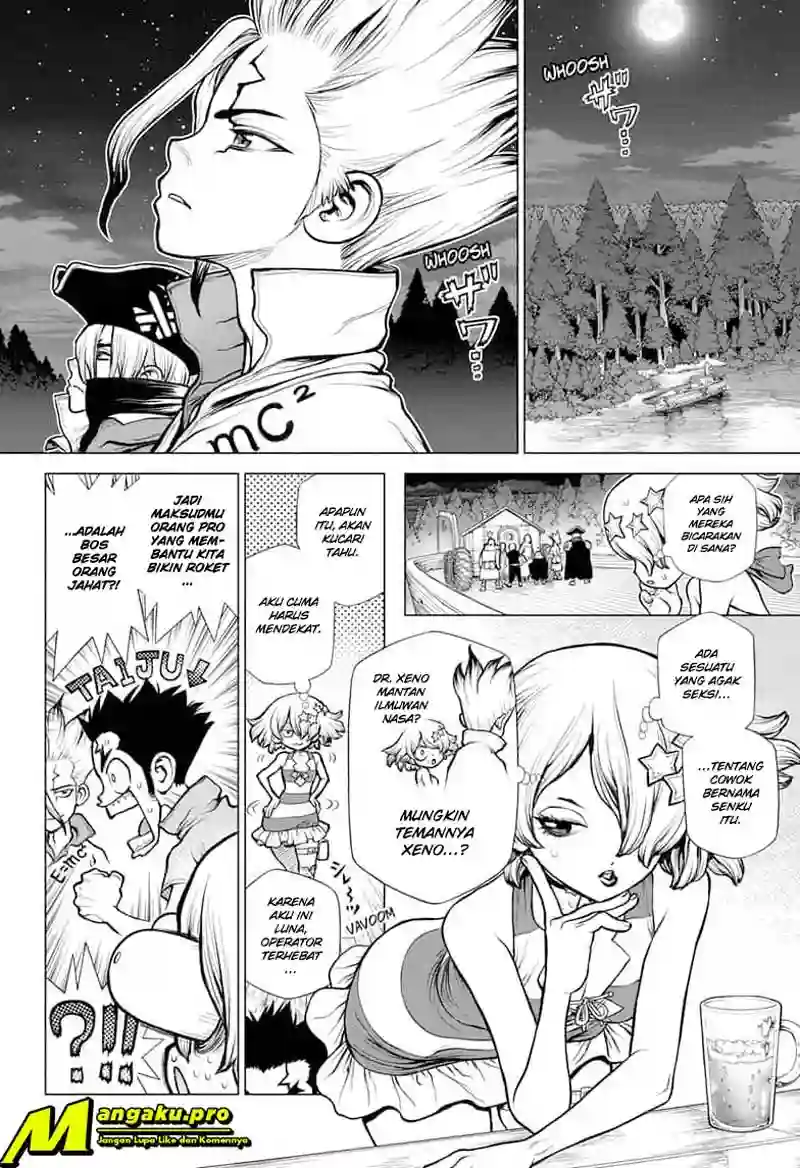 WHOOSH
ザワ...
WHOOSH
ザワ...
mc²
APA SIH
YANG
MEREKA
BICARAKAN
DI SANA?
ADA
SESUATU
YANG AGAK
SEKSI...
...TENTANG
COWOK
BERNAMA
SENKU
ITU.
DR. XENO
MANTAN
ILMUWAN
NASA?
MUNGKIN
TEMANNYA
XENO...?
VAVOOM
APAPUN
ITU, AKAN
KUCARI
TAHU.
AKU CUMA
HARUS
MENDEKAT.
KARENA
AKU INI
LUNA,
OPERATOR
TERHEBAT
...
JADI
MAKSUDMU
ORANG PRO
YANG MEM-
BANTU KITA
BIKIN ROKET
...
...ADALAH
BOS
BESAR
ORANG
JAHAT?!
TAIJU
E=mc²
?!!
Mangaku.pro
Jangan Lupa Like dan Komennya